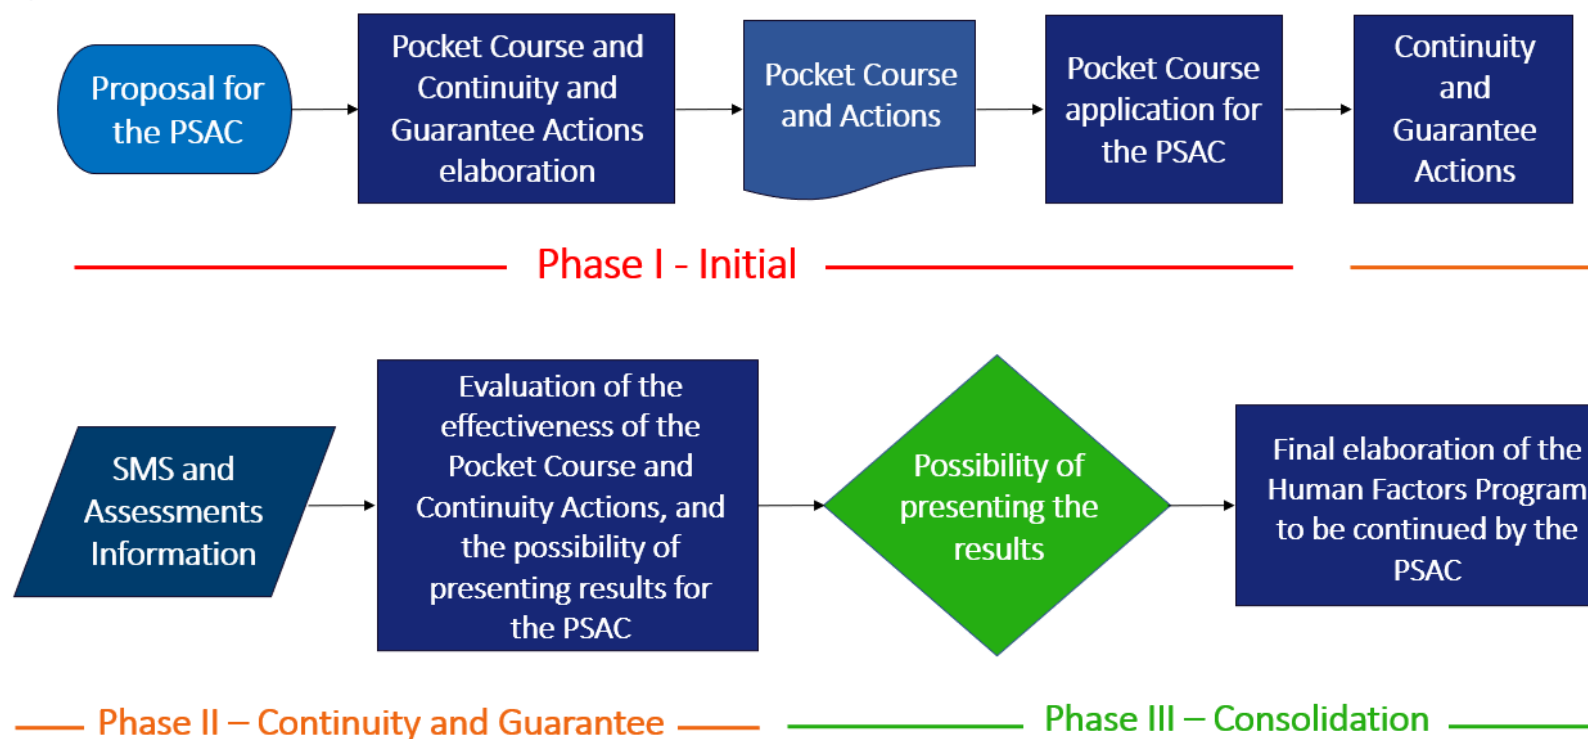 Proposal for
the PSAC
Pocket Course and
Continuity and
Guarantee Actions
elaboration
Pocket Course
and Actions
Pocket Course
application for
the PSAC
Continuity
and
Guarantee
Actions
Phase I - Initial
SMS and
Assessments
Information
Evaluation of the
effectiveness of the
Pocket Course and
Continuity Actions, and
the possibility of
presenting results for
the PSAC
Possibility of
presenting the
results
Final elaboration of the
Human Factors Program
to be continued by the
PSAC
Phase II – Continuity and Guarantee
Phase III – Consolidation